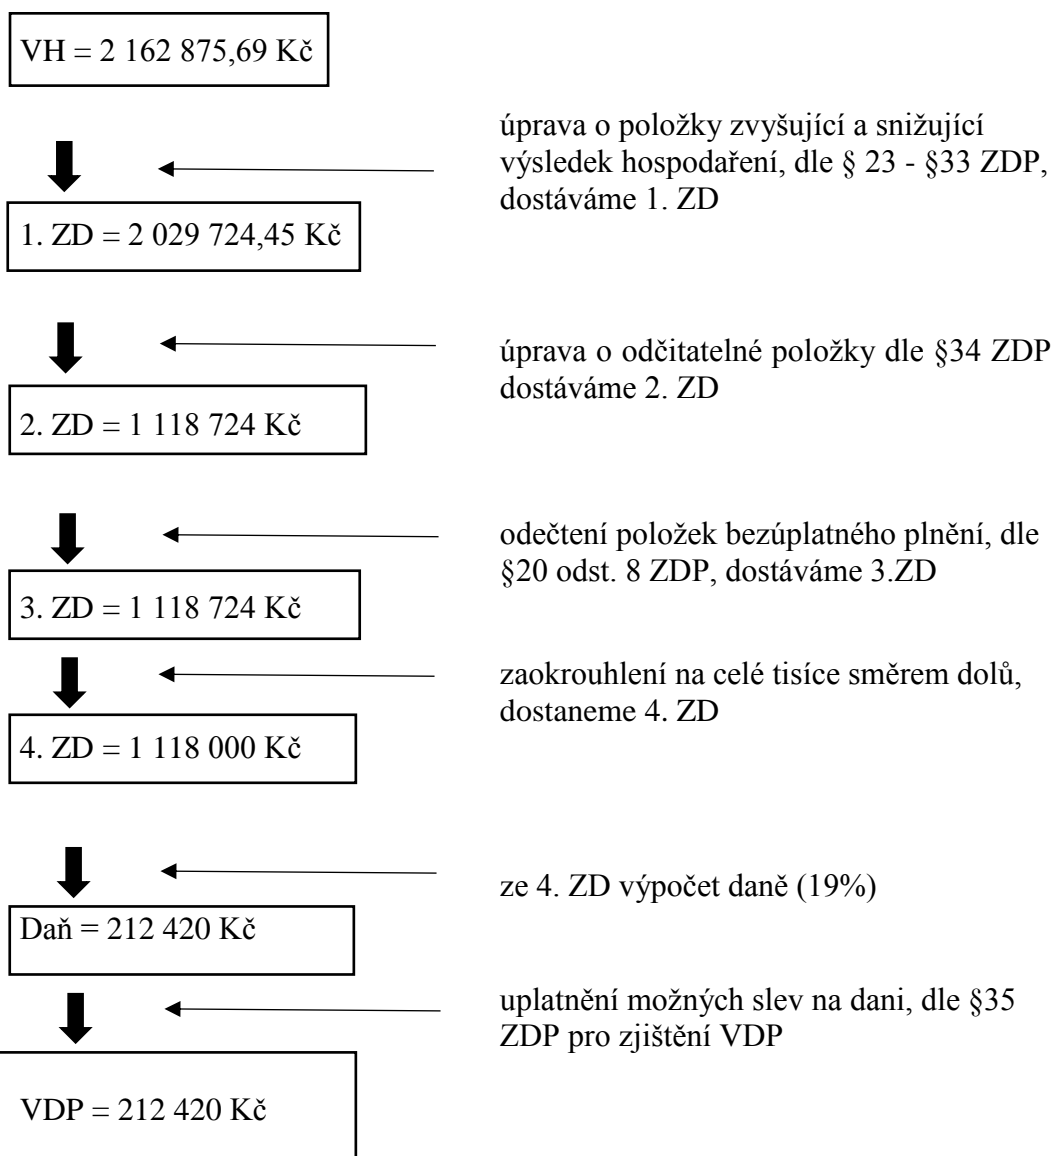 VH = 2 162 875,69 Kč
úprava o položky zvyšující a snižující
výsledek hospodaření, dle § 23 - §33 ZDP,
dostáváme 1. ZD
1. ZD = 2 029 724,45 Kč
úprava o odčitatelné položky dle §34 ZDP
dostáváme 2. ZD
2. ZD = 1 118 724 Kč
odečtení položek bezúplatného plnění, dle
§20 odst. 8 ZDP, dostáváme 3.ZD
3. ZD = 1 118 724 Kč
zaokrouhlení na celé tisíce směrem dolů,
dostaneme 4. ZD
4. ZD = 1 118 000 Kč
ze 4. ZD výpočet daně (19%)
Daň = 212 420 Kč
uplatnění možných slev na dani, dle §35
ZDP pro zjištění VDP
VDP = 212 420 Kč